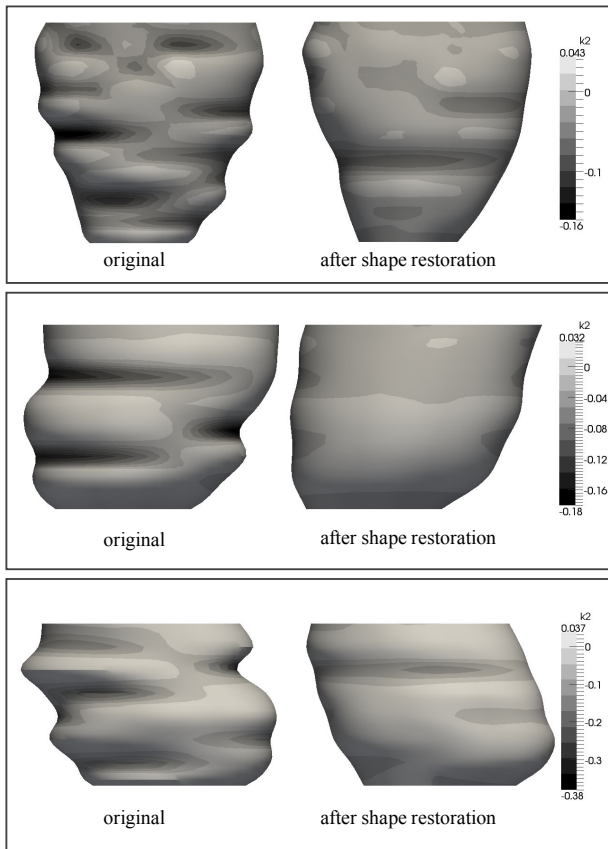 k2
0.043
0
-0.1
-0.16
original
after shape restoration
k2
0.032
0
-0.04
-0.08
-0.12
-0.16
-0.18
original
after shape restoration
k2
0.037
0
-0.1
-0.2
-0.3
-0.38
original
after shape restoration